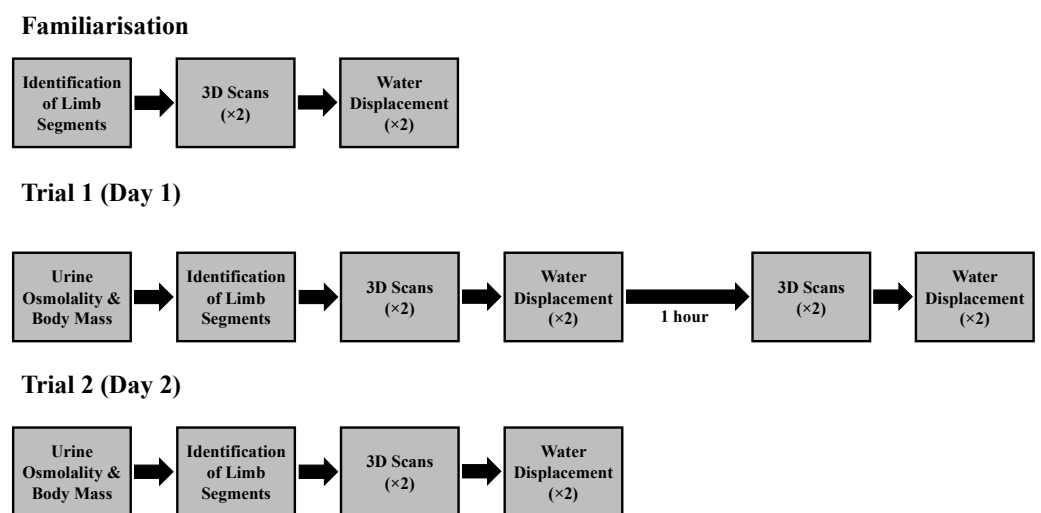 Familiarisation
Identification
of Limb
Segments
3D Scans
(×2)
Water
Displacement
(×2)
Trial 1 (Day 1)
Urine
Osmolality &
Body Mass
Identification
of Limb
Segments
3D Scans
(×2)
Water
Displacement
(×2)
1 hour
3D Scans
(×2)
Water
Displacement
(×2)
Trial 2 (Day 2)
Urine
Osmolality &
Body Mass
Identification
of Limb
Segments
3D Scans
(×2)
Water
Displacement
(×2)